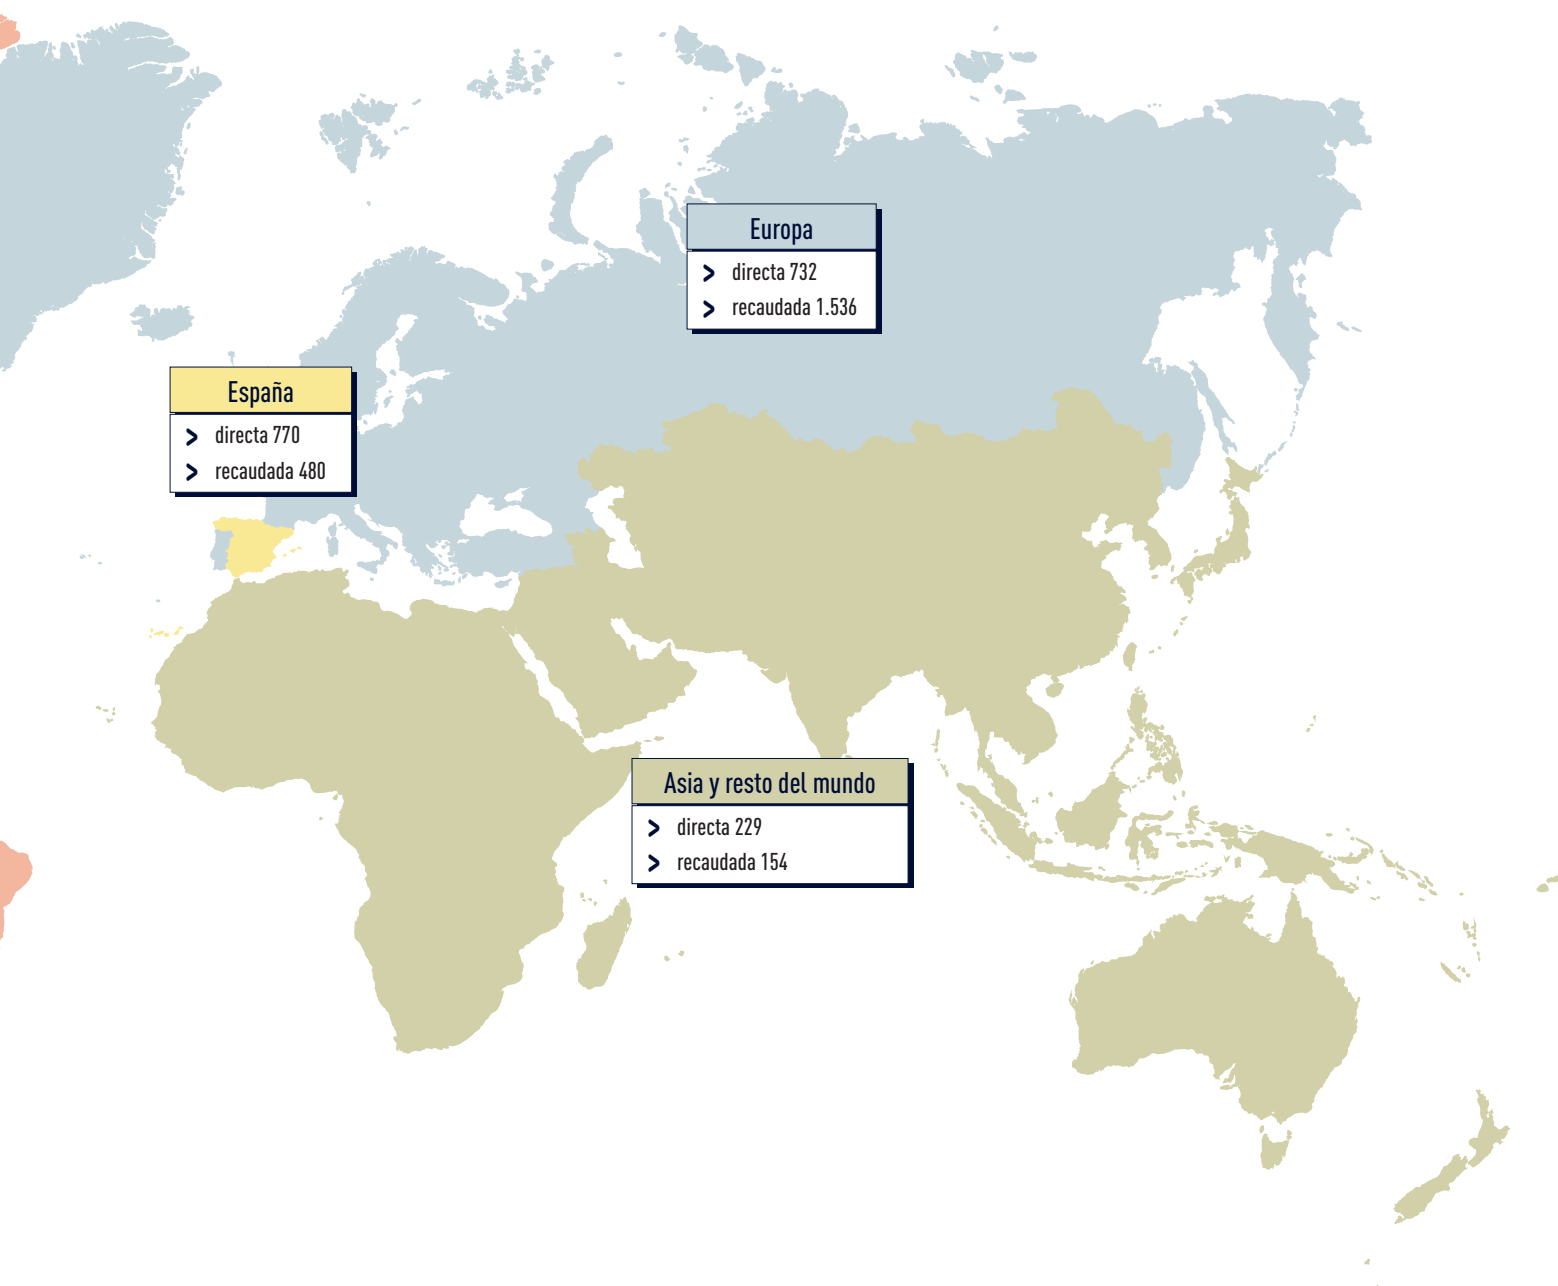 Europa
directa 732
recaudada 1.536
España
directa 770
recaudada 480
Asia y resto del mundo
directa 229
recaudada 154